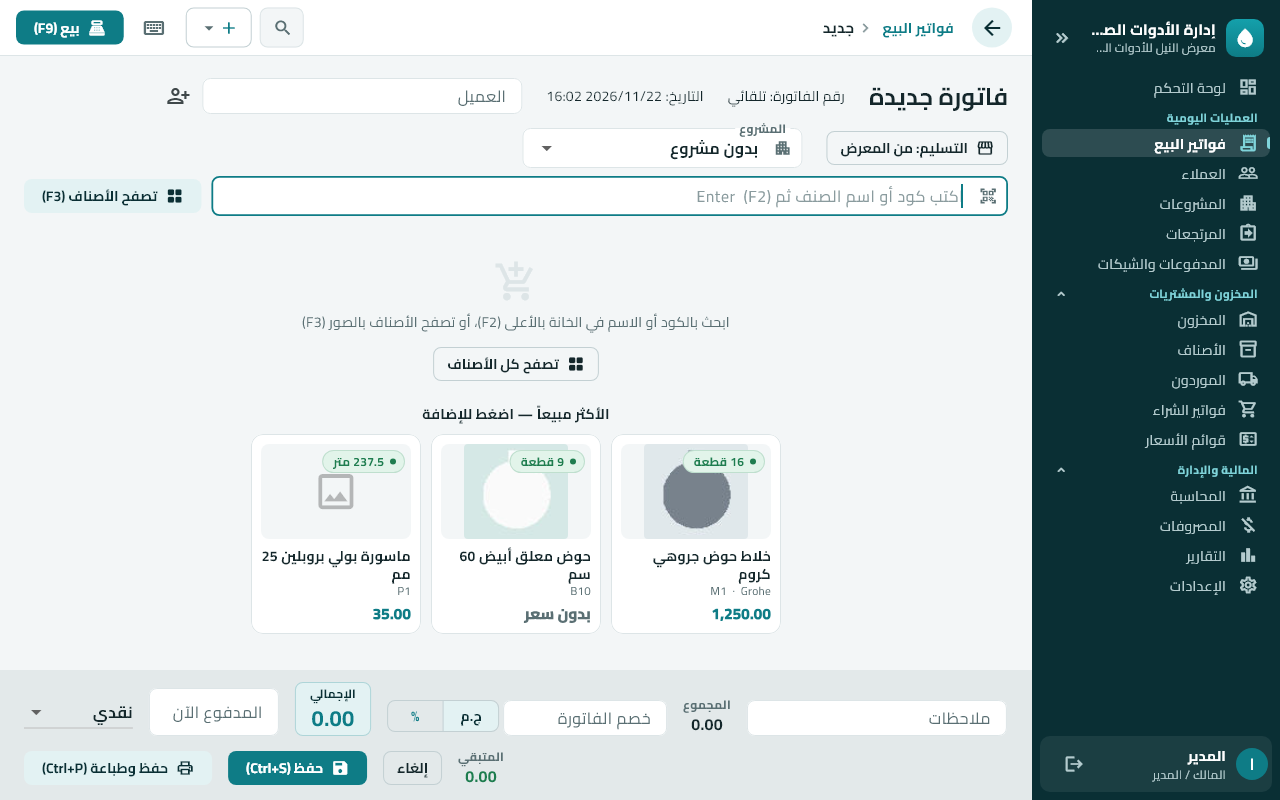 إدارة الأدوات الصـ...
معرض النيل للأدوات الـ...
لوحة التحكم
العمليات اليومية
فواتير البيع
العملاء
المشروعات
المرتجعات
المدفوعات والشيكات
المخزون والمشتريات
المخزون
الأصناف
الموردون
فواتير الشراء
قوائم الأسعار
المالية والإدارة
المحاسبة
المصروفات
التقارير
الإعدادات
المدير
المالك / المدير
فواتير البيع
جديد
بيع (F9)
فاتورة جديدة
رقم الفاتورة: تلقائي
التاريخ: 2026/11/22 16:02
العميل
التسليم: من المعرض
المشروع
بدون مشروع
كتب كود أو اسم الصنف ثم Enter (F2)
تصفح الأصناف (F3)
ابحث بالكود أو الاسم في الخانة بالأعلى (F2)، أو تصفح الأصناف بالصور (F3)
تصفح كل الأصناف
الأكثر مبيعاً — اضغط للإضافة
16 قطعة
خلاط حوض جروهي
كروم
M1 · Grohe
1,250.00
9 قطعة
حوض معلق أبيض 60
سم
B10
بدون سعر
237.5 متر
ماسورة بولي بروبلين 25
مم
P1
35.00
ملاحظات
المجموع
0.00
خصم الفاتورة
ج.م
%
الإجمالي
0.00
المدفوع الآن
نقدي
المتبقي
0.00
إلغاء
حفظ (Ctrl+S)
حفظ وطباعة (Ctrl+P)